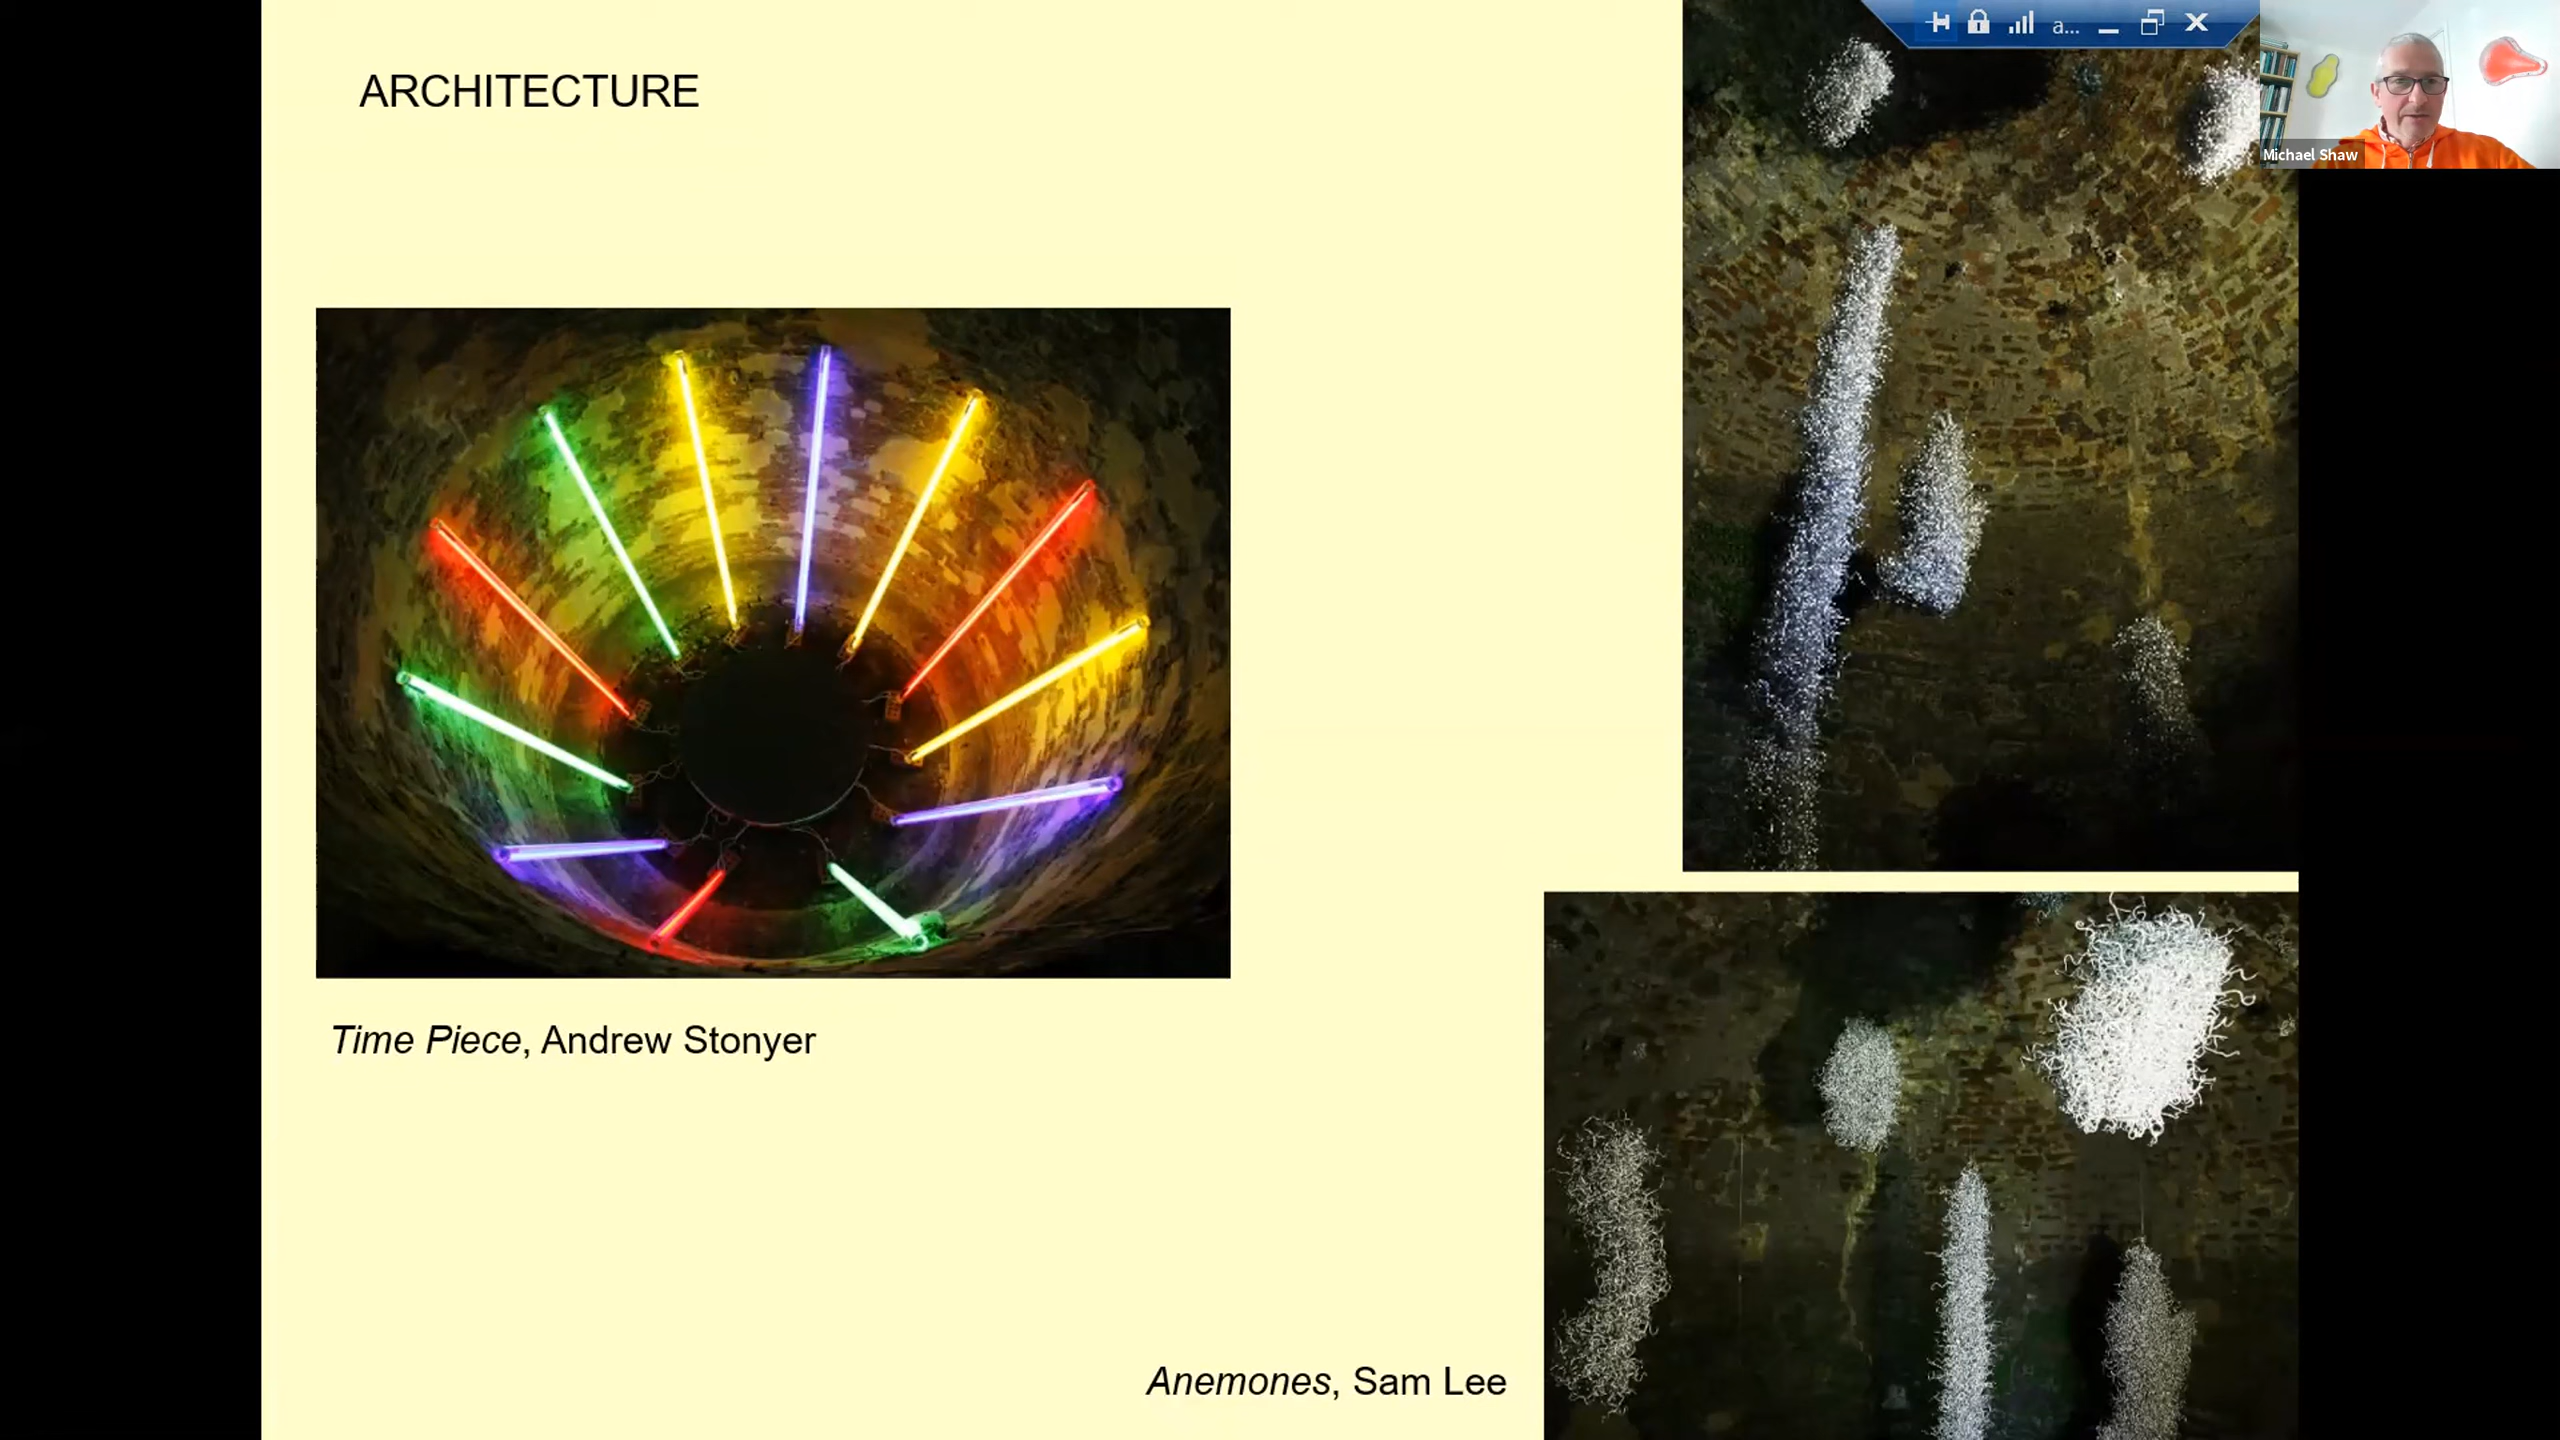 ARCHITECTURE
a...
Michael Shaw
Time Piece, Andrew Stonyer
Anemones, Sam Lee